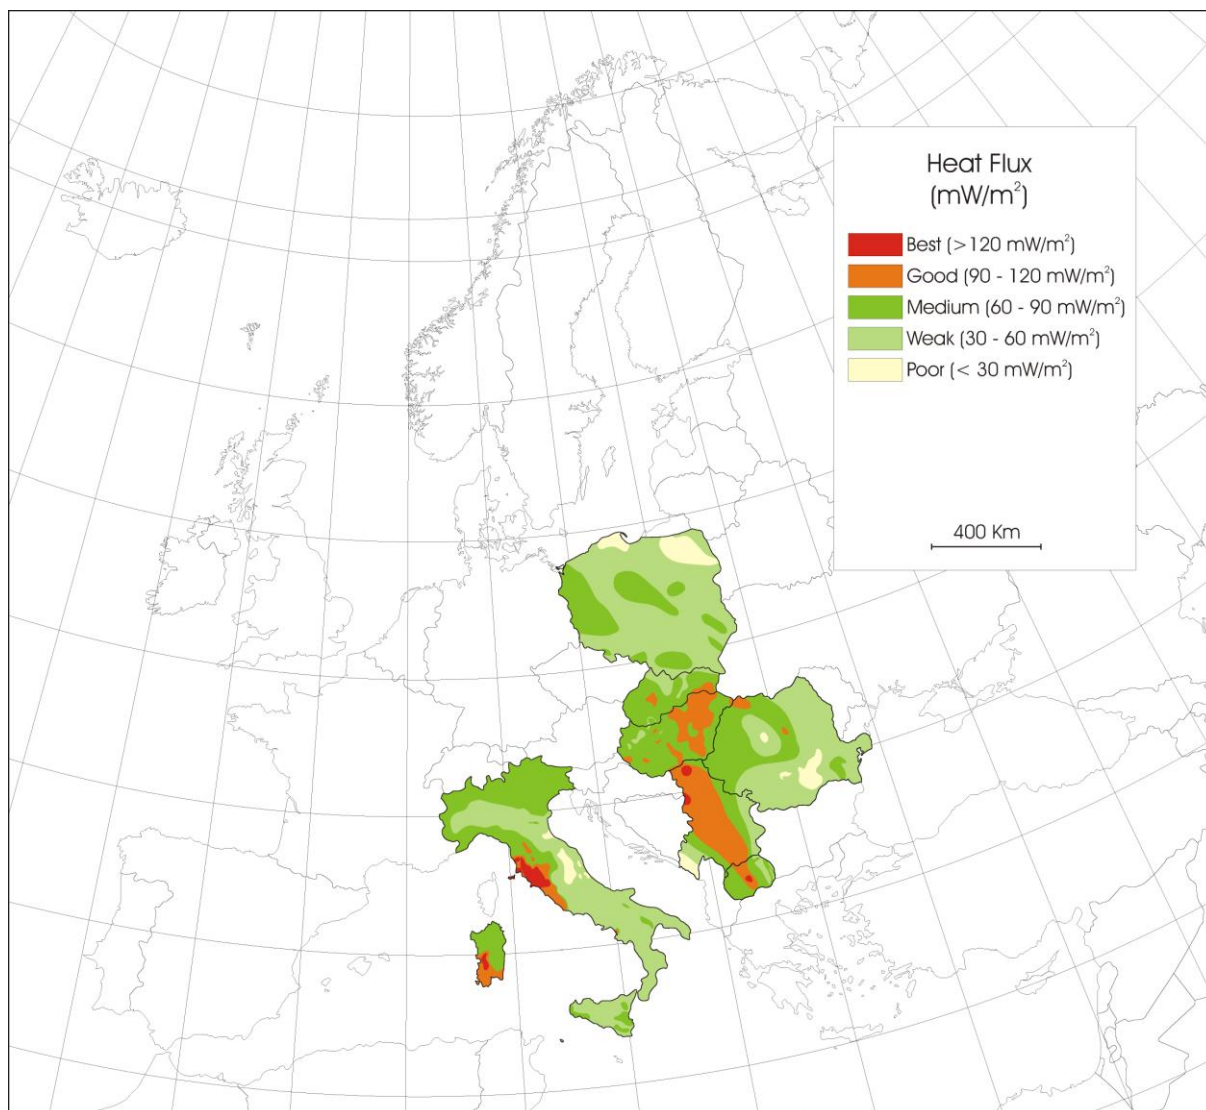 Heat Flux
(mW/m²)
Best (>120 mW/m²)
Good (90 - 120 mW/m²)
Medium (60 - 90 mW/m²)
Weak (30 - 60 mW/m²)
Poor (< 30 mW/m²)
400 Km